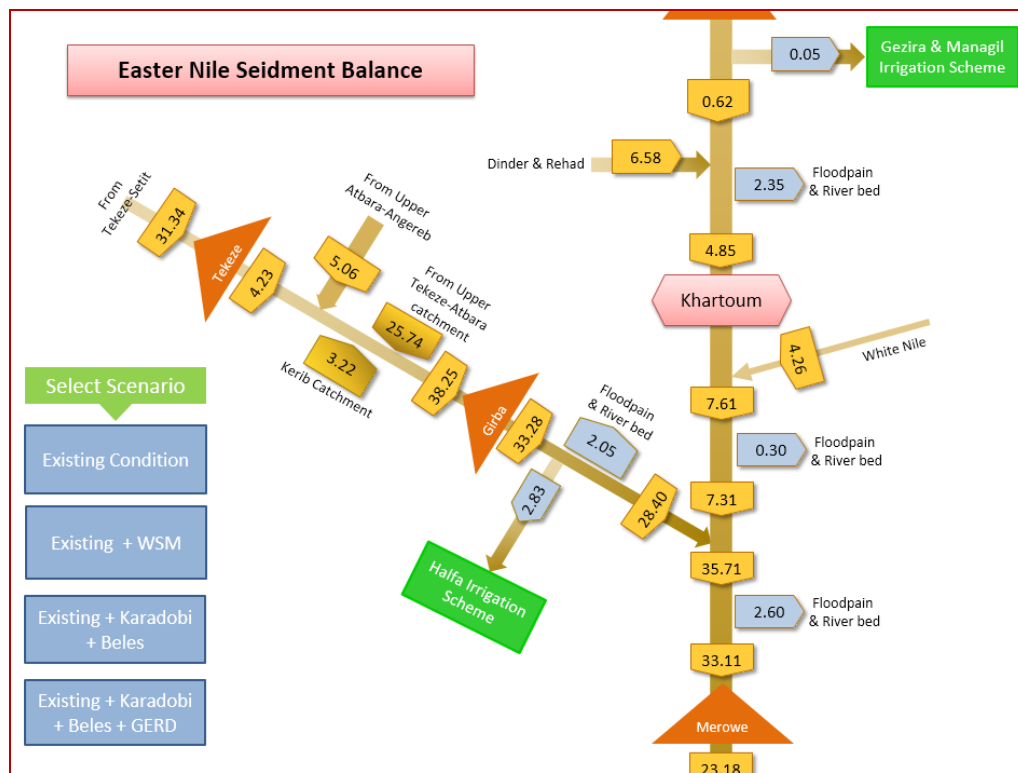 Easter Nile Seidment Balance
0.05
Gezira & Managil
Irrigation Scheme
0.62
Dinder & Rehad
6.58
2.35
Floodpain
& River bed
4.85
Khartoum
4.26
White Nile
7.61
0.30
Floodpain
& River bed
7.31
35.71
2.60
Floodpain
& River bed
33.11
Merowe
23.18
From
Tekeze-Setit
31.34
Tekeze
4.23
From Upper
Atbara-Angereb
5.06
From Upper
Tekeze-Atbara
catchment
25.74
3.22
Kerib Catchment
38.25
Girba
33.28
Floodpain
& River bed
2.05
2.83
28.40
Halfa Irrigation
Scheme
Select Scenario
Existing Condition
Existing + WSM
Existing + Karadobi
+ Beles
Existing + Karadobi
+ Beles + GERD